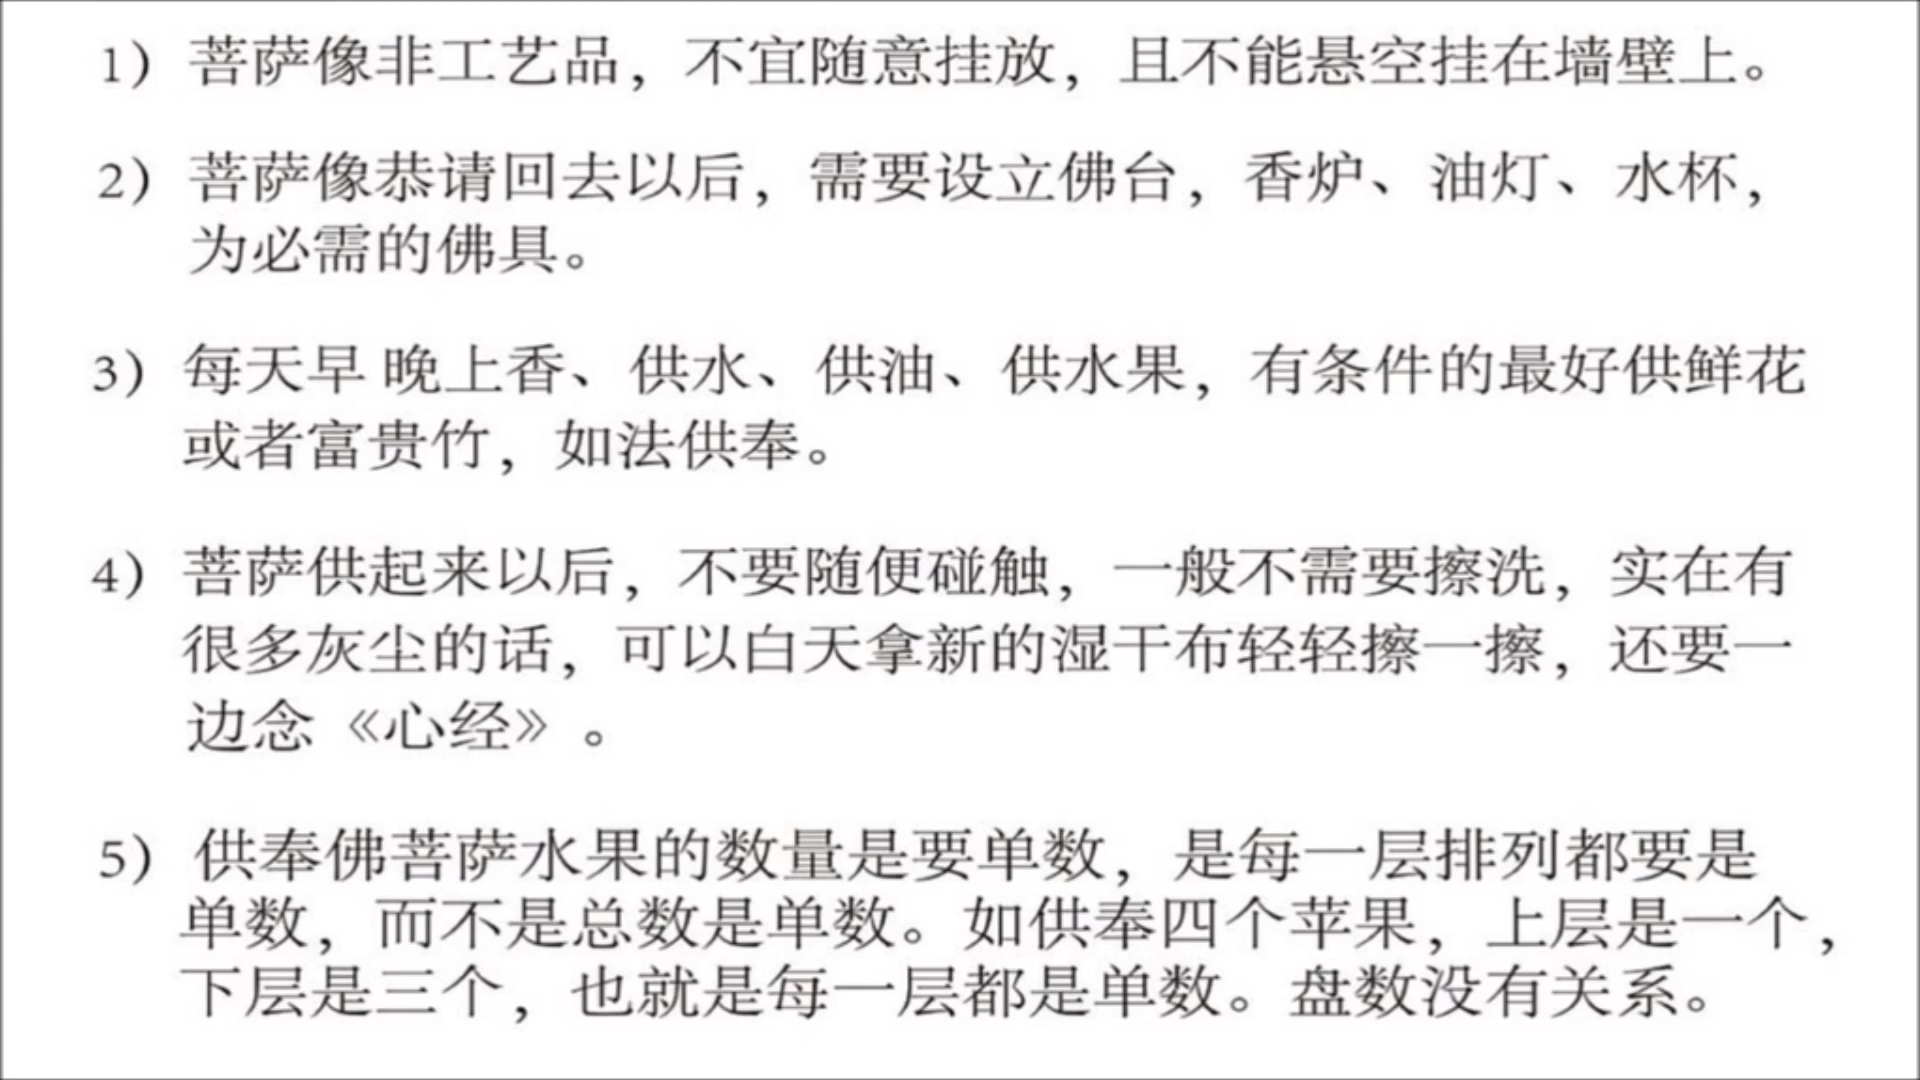 1) 菩萨像非工艺品，不宜随意挂放，且不能悬空挂在墙壁上。
2) 菩萨像恭请回去以后，需要设立佛台，香炉、油灯、水杯，
为必需的佛具。
3) 每天早 晚上香、供水、供油、供水果，有条件的最好供鲜花
或者富贵竹，如法供奉。
4) 菩萨供起来以后，不要随便碰触，一般不需要擦洗，实在有
很多灰尘的话，可以白天拿新的湿干布轻轻擦一擦，还要一
边念《心经》。
5) 供奉佛菩萨水果的数量是要单数，是每一层排列都要是
单数，而不是总数是单数。如供奉四个苹果，上层是一个，
下层是三个，也就是每一层都是单数。盘数没有关系。